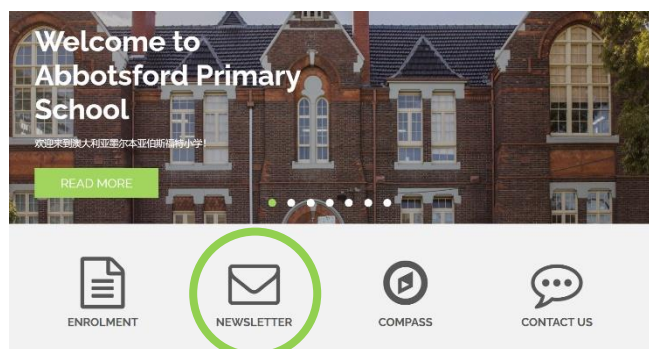 Welcome to
Abbotsford Primary
School
欢迎来到澳大利亚墨尔本亚伯斯福特小学!
READ MORE
ENROLMENT
NEWSLETTER
COMPASS
CONTACT US